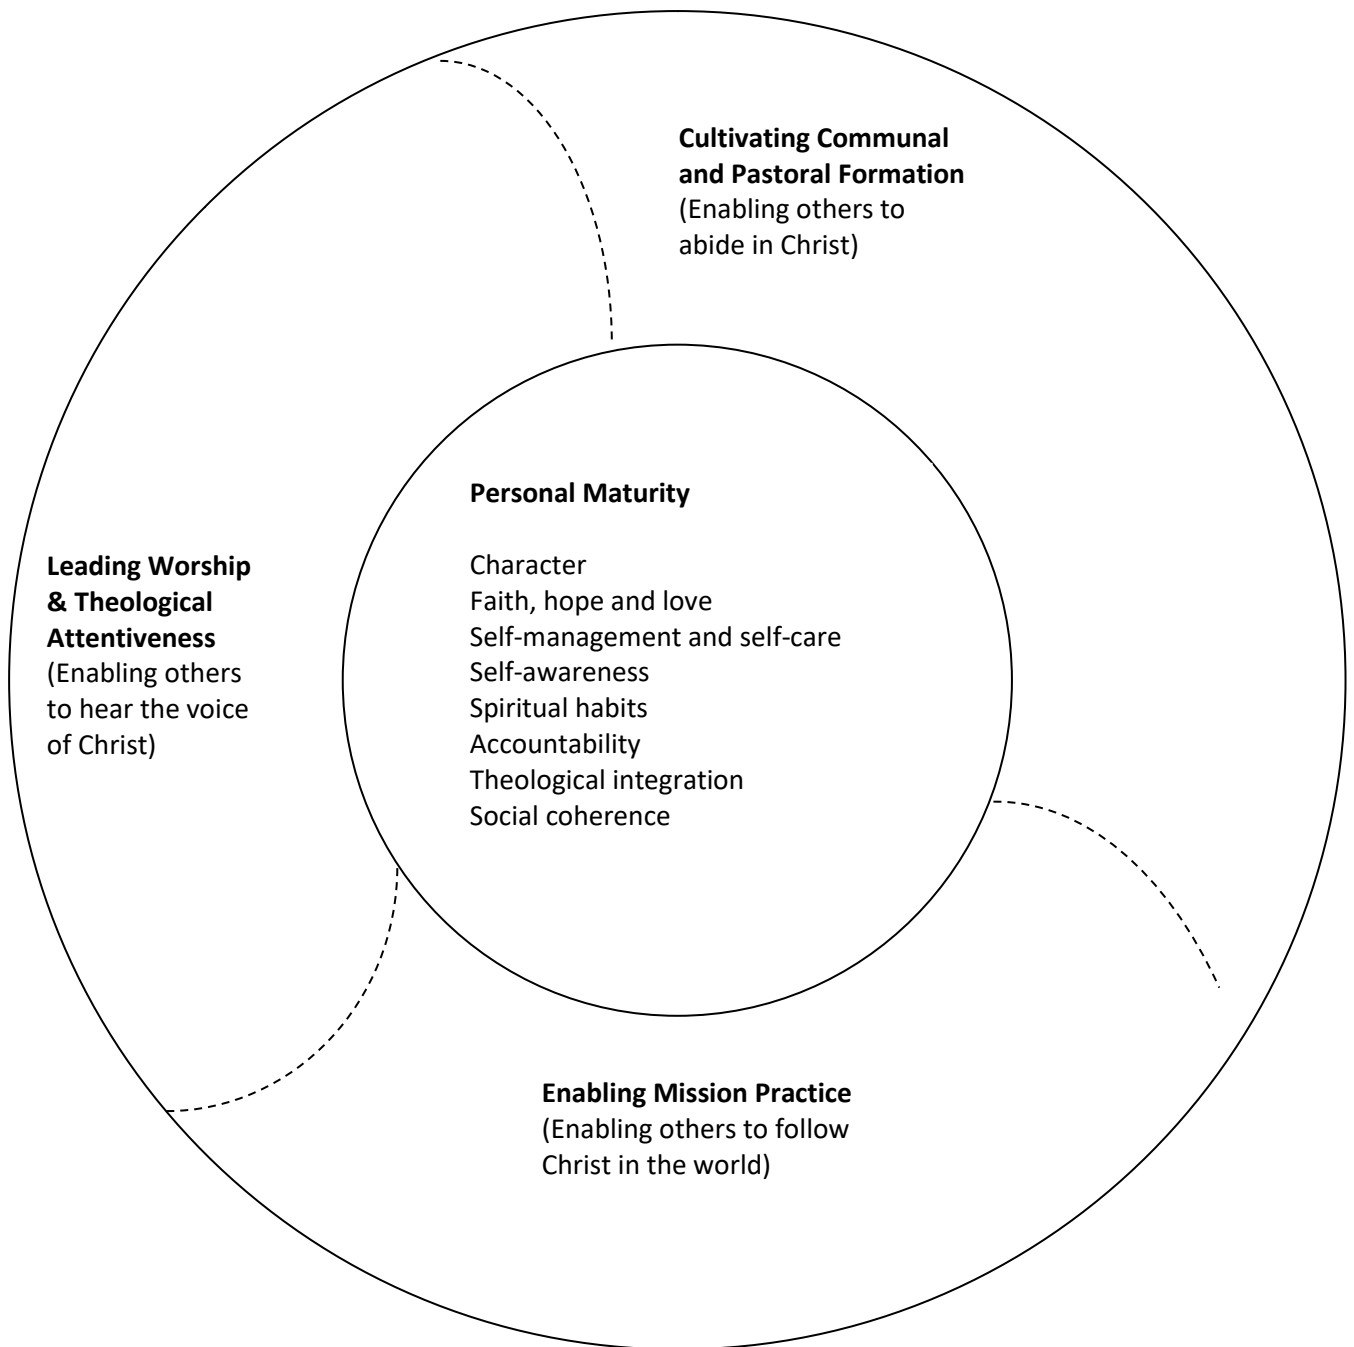 Cultivating Communal
and Pastoral Formation
(Enabling others to
abide in Christ)
Personal Maturity
Character
Faith, hope and love
Self-management and self-care
Self-awareness
Spiritual habits
Accountability
Theological integration
Social coherence
Leading Worship
& Theological
Attentiveness
(Enabling others
to hear the voice
of Christ)
Enabling Mission Practice
(Enabling others to follow
Christ in the world)